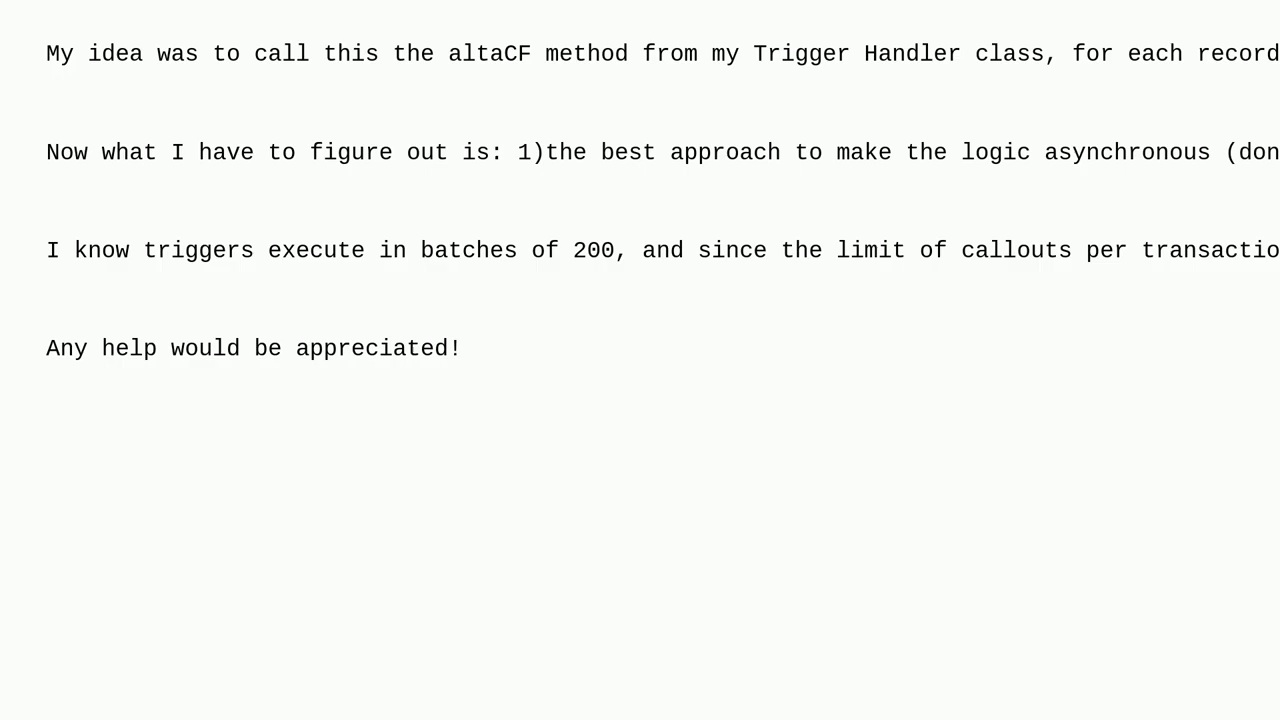 My idea was to call this the altaCF method from my Trigger Handler class, for each record
Now what I have to figure out is: 1)the best approach to make the logic asynchronous (don
I know triggers execute in batches of 200, and since the limit of callouts per transactio
Any help would be appreciated!